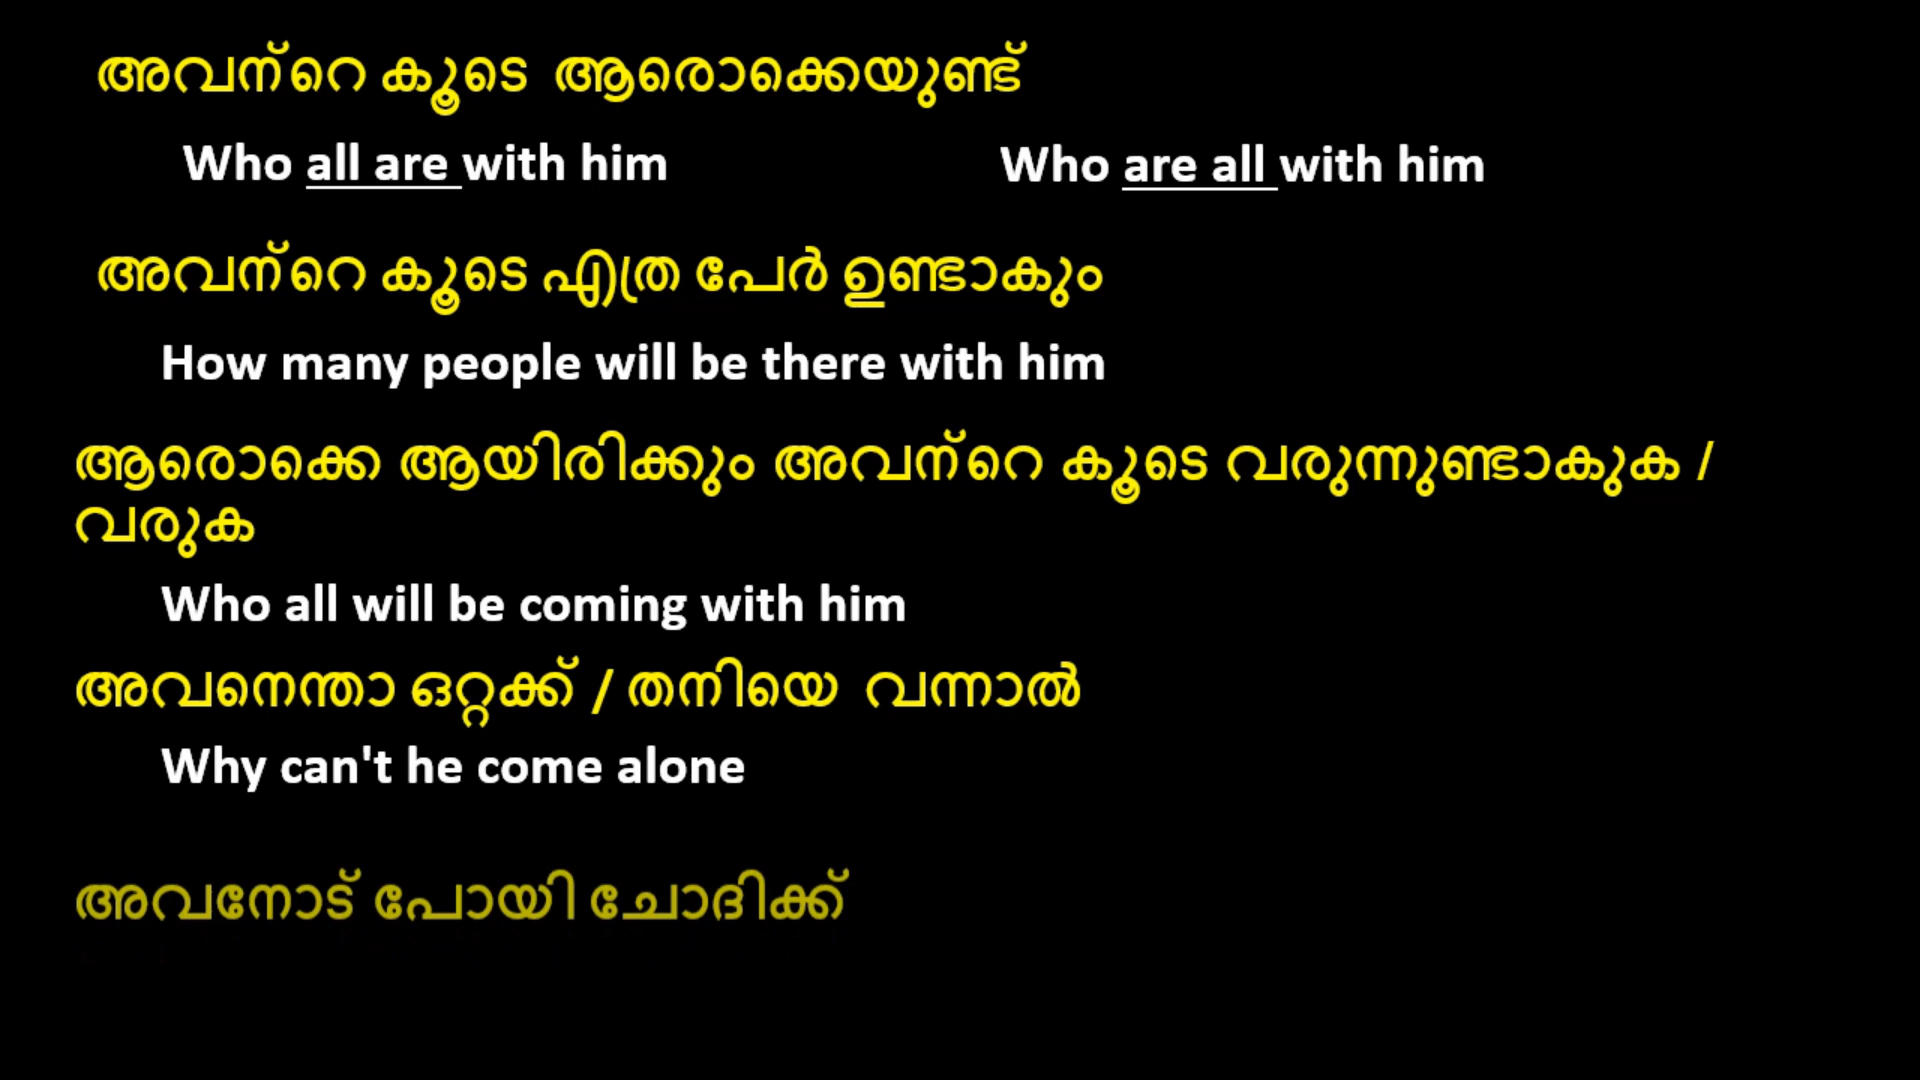 അവന്റെ കൂടെ ആരൊക്കെയുണ്ട്
Who all are with him Who are all with him
അവന്റെ കൂടെ എത്ര പേർ ഉണ്ടാകും
How many people will be there with him
ആരൊക്കെ ആയിരിക്കും അവന്റെ കൂടെ വരുന്നുണ്ടാകുക /
വരുക
Who all will be coming with him
അവനെന്താ ഒറ്റക്ക് / തനിയെ വന്നാൽ
Why can't he come alone
അവനോട് പോയി ചോദിക്ക്